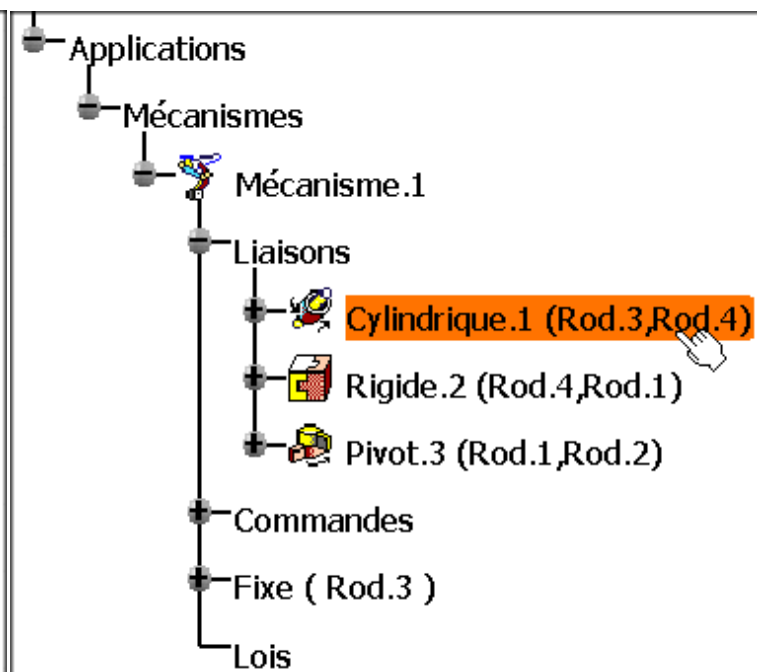 Applications
Mécanismes
Mécanisme.1
Liaisons
Cylindrique.1 (Rod.3,Rod.4)
Rigide.2 (Rod.4,Rod.1)
Pivot.3 (Rod.1,Rod.2)
Commandes
Fixe ( Rod.3 )
Lois